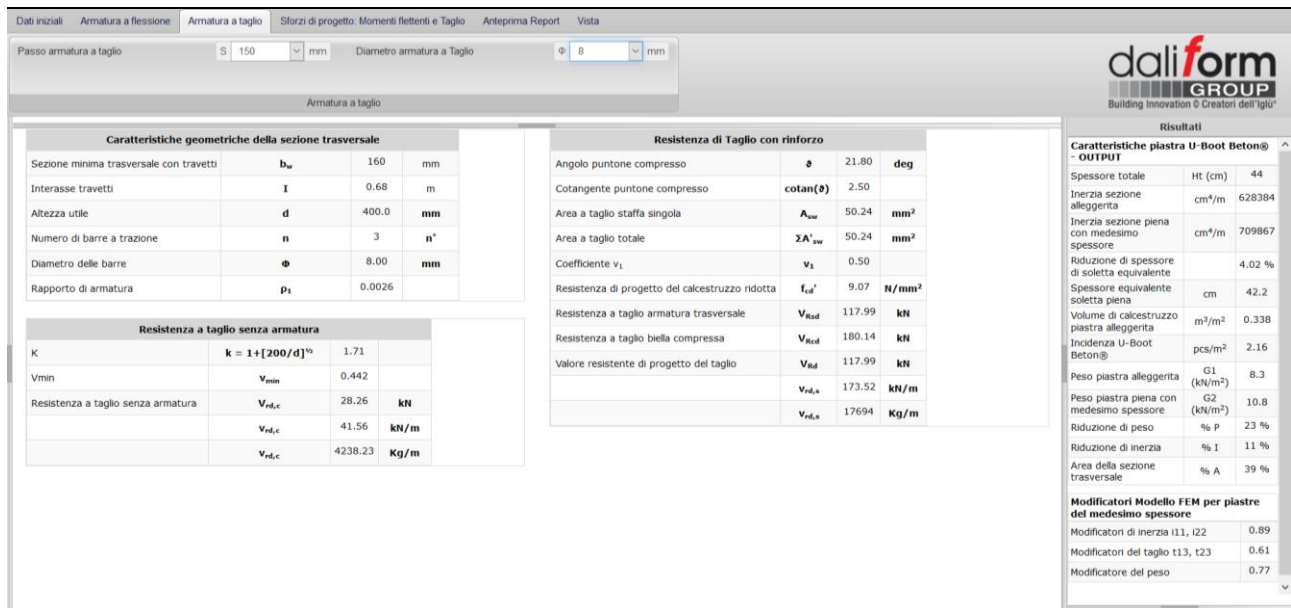 Dati iniziali Armatura a flessione Armatura a taglio Sforzi di progetto: Momenti flettenti e Taglio Anteprima Report Vista
Passo armatura a taglio S 150 mm Diametro armatura a Taglio Φ 8 mm
Armatura a taglio
daliform
GROUP
Building Innovation © Creatori dell'Iglù®
Caratteristiche geometriche della sezione trasversale
Sezione minima trasversale con travetti bw 160 mm
Interasse travetti I 0.68 m
Altezza utile d 400.0 mm
Numero di barre a trazione n 3 n°
Diametro delle barre Φ 8.00 mm
Rapporto di armatura ρ1 0.0026
Resistenza a taglio senza armatura
K k = 1+[200/d]½ 1.71
Vmin vmin 0.442
Resistenza a taglio senza armatura Vrd,c 28.26 kN
vrd,c 41.56 kN/m
vrd,c 4238.23 Kg/m
Resistenza di Taglio con rinforzo
Angolo puntone compresso ϑ 21.80 deg
Cotangente puntone compresso cotan(ϑ) 2.50
Area a taglio staffa singola Asw 50.24 mm²
Area a taglio totale ΣA'sw 50.24 mm²
Coefficiente v₁ v₁ 0.50
Resistenza di progetto del calcestruzzo ridotta fcd' 9.07 N/mm²
Resistenza a taglio armatura trasversale VRsd 117.99 kN
Resistenza a taglio biella compressa VRcd 180.14 kN
Valore resistente di progetto del taglio VRd 117.99 kN
vrd,s 173.52 kN/m
vrd,s 17694 Kg/m
Risultati
Caratteristiche piastra U-Boot Beton®
- OUTPUT
Spessore totale Ht (cm) 44
Inerzia sezione
alleggerita cm⁴/m 628384
Inerzia sezione piena
con medesimo
spessore cm⁴/m 709867
Riduzione di spessore
di soletta equivalente 4.02 %
Spessore equivalente
soletta piena cm 42.2
Volume di calcestruzzo
piastra alleggerita m³/m² 0.338
Incidenza U-Boot
Beton® pcs/m² 2.16
Peso piastra alleggerita G1
(kN/m²) 8.3
Peso piastra piena con
medesimo spessore G2
(kN/m²) 10.8
Riduzione di peso % P 23 %
Riduzione di inerzia % I 11 %
Area della sezione
trasversale % A 39 %
Modificatori Modello FEM per piastre
del medesimo spessore
Modificatori di inerzia i11, i22 0.89
Modificatori del taglio t13, t23 0.61
Modificatore del peso 0.77